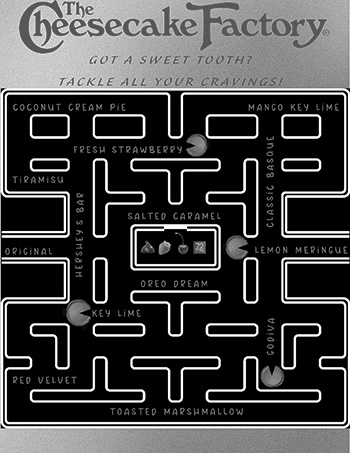 The
Cheesecake Factory®
GOT A SWEET TOOTH?
TACKLE ALL YOUR CRAVINGS!
COCONUT CREAM PIE
MANGO KEY LIME
FRESH STRAWBERRY
CLASSIC BASQUE
TIRAMISU
HERSHEY'S BAR
SALTED CARAMEL
ORIGINAL
LEMON MERINGUE
OREO DREAM
KEY LIME
GODIVA
RED VELVET
TOASTED MARSHMALLOW